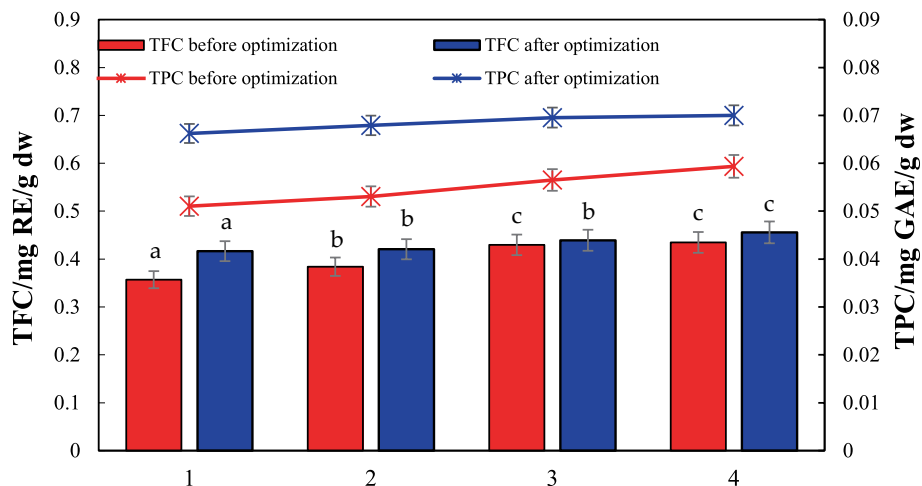 0.9
0.8
0.7
0.6
0.5
0.4
0.3
0.2
0.1
0
TFC/mg RE/g dw
TFC before optimization
TFC after optimization
TPC before optimization
TPC after optimization
a
a
b
b
c
b
c
c
1
2
3
4
0.09
0.08
0.07
0.06
0.05
0.04
0.03
0.02
0.01
0
TPC/mg GAE/g dw